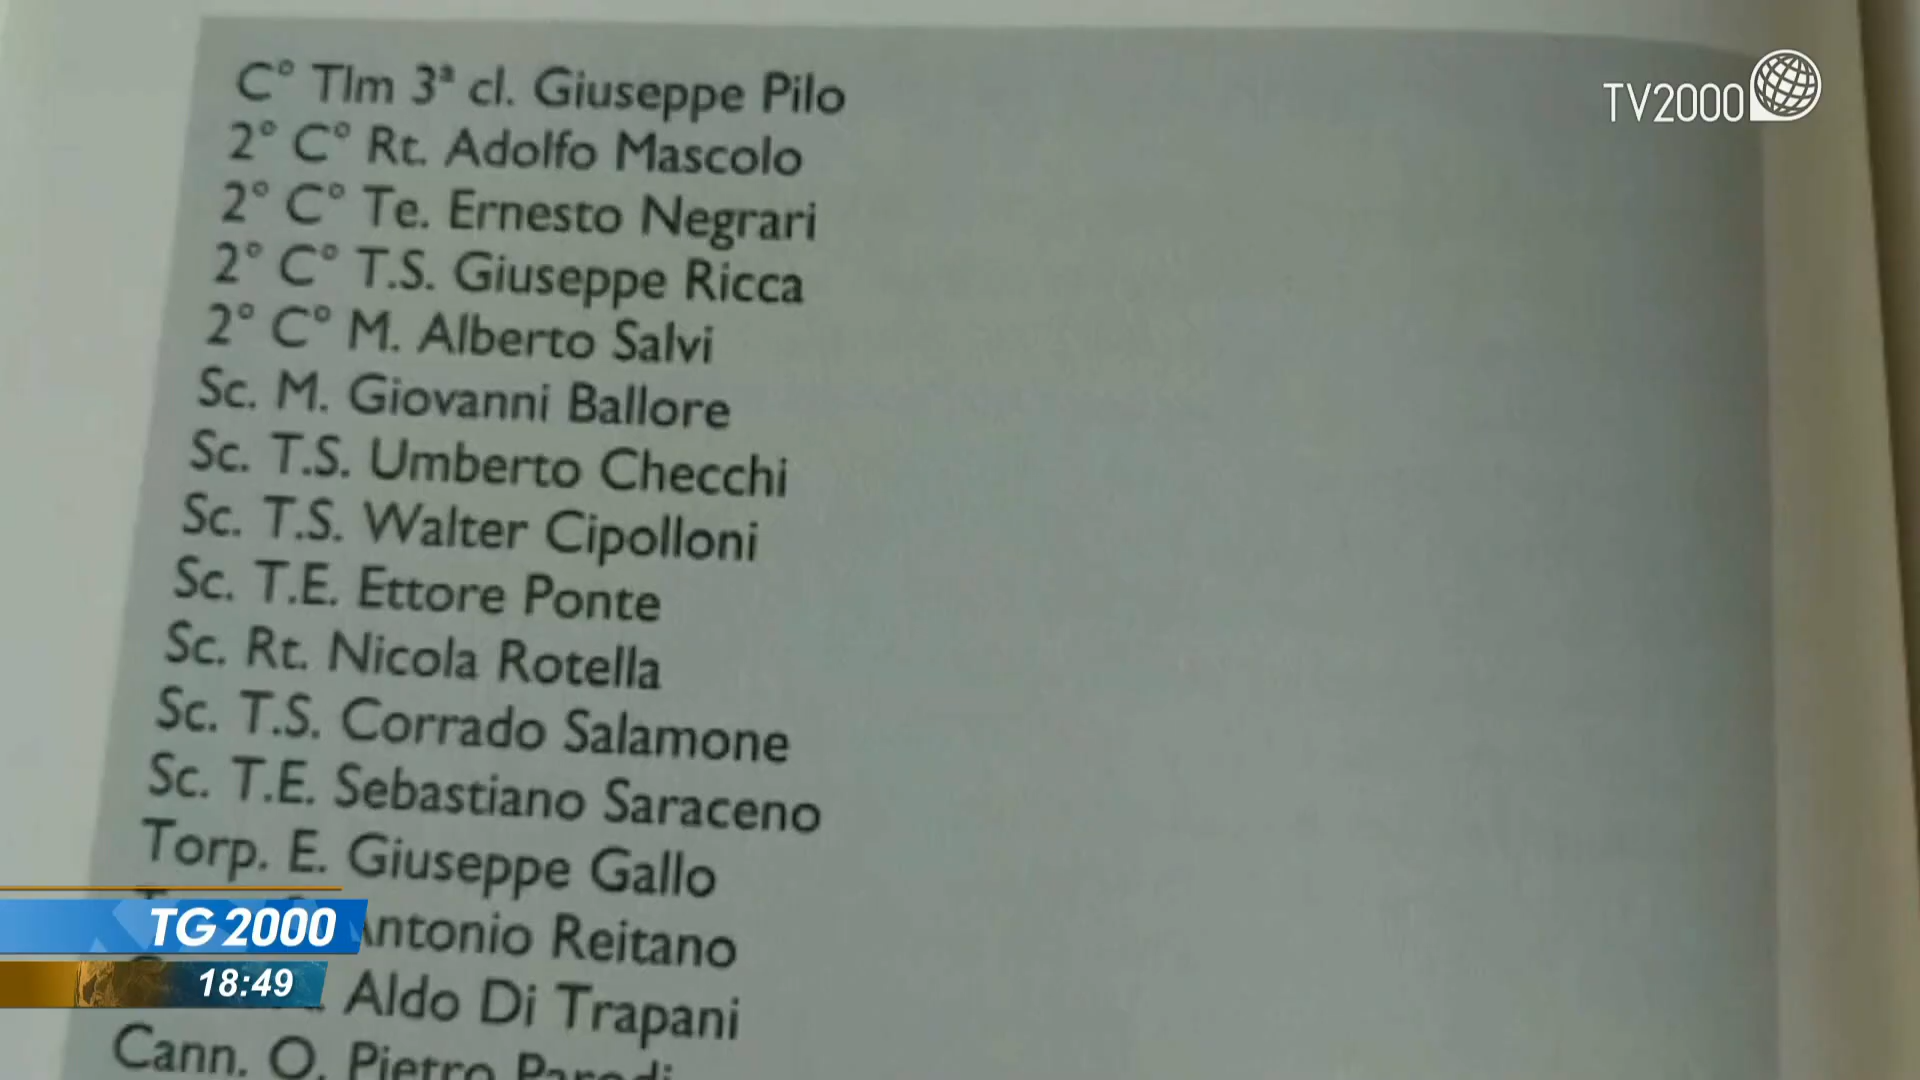 C° Tlm 3ª cl. Giuseppe Pilo
2° C° Rt. Adolfo Mascolo
2° C° Te. Ernesto Negrari
2° C° T.S. Giuseppe Ricca
2° C° M. Alberto Salvi
Sc. M. Giovanni Ballore
Sc. T.S. Umberto Checchi
Sc. T.S. Walter Cipolloni
Sc. T.E. Ettore Ponte
Sc. Rt. Nicola Rotella
Sc. T.S. Corrado Salamone
Sc. T.E. Sebastiano Saraceno
Torp. E. Giuseppe Gallo
Antonio Reitano
Aldo Di Trapani
Cann. O. Pietro Parodi
TV2000
TG 2000
18:49